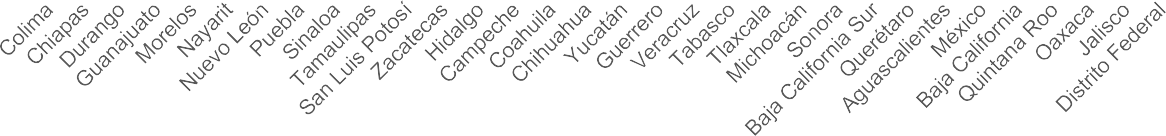 Colima
Chiapas
Durango
Guanajuato
Morelos
Nayarit
Nuevo León
Puebla
Sinaloa
Tamaulipas
San Luis Potosí
Zacatecas
Hidalgo
Campeche
Coahuila
Chihuahua
Yucatán
Guerrero
Veracruz
Tabasco
Tlaxcala
Michoacán
Sonora
Baja California Sur
Querétaro
Aguascalientes
México
Baja California
Quintana Roo
Oaxaca
Jalisco
Distrito Federal